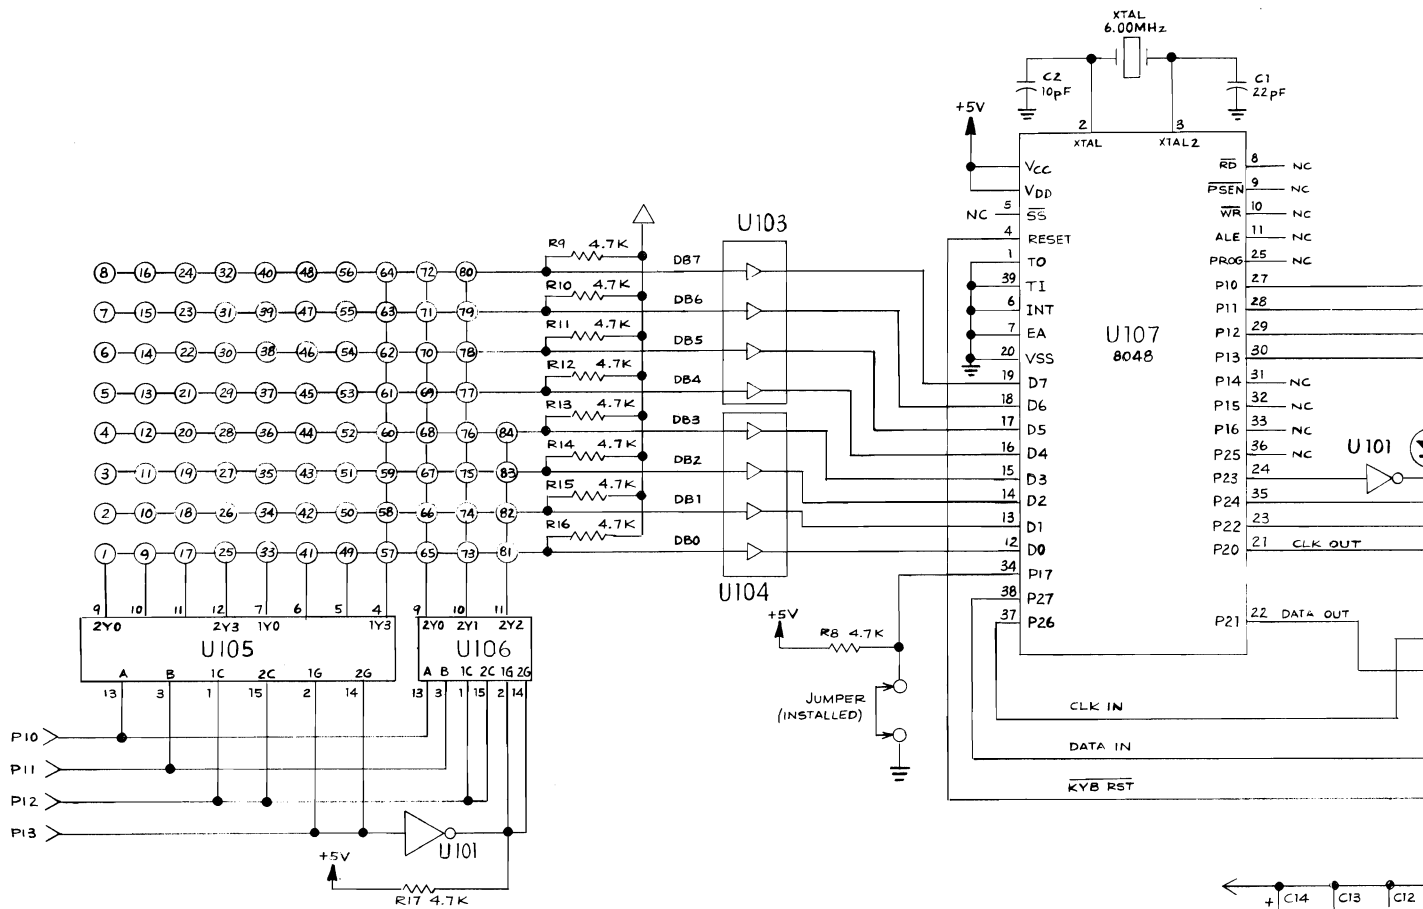 XTAL
6.00MHz
C2
10pF
C1
22pF
+5V
2 3
XTAL XTAL2
VCC
VDD
NC 5 SS
4 RESET
1 TO
39 TI
6 INT
7 EA
20 VSS
19 D7
18 D6
17 D5
16 D4
15 D3
14 D2
13 D1
12 D0
34 P17
38 P27
37 P26
U107
8048
RD 8 NC
PSEN 9 NC
WR 10 NC
ALE 11 NC
PROG 25 NC
P10 27
P11 28
P12 29
P13 30
P14 31 NC
P15 32 NC
P16 33 NC
P25 36 NC
P23 24
P24 35
P22 23
P20 21 CLK OUT
P21 22 DATA OUT
U101
U103
U104
8 16 24 32 40 48 56 64 72 80
7 15 23 31 39 47 55 63 71 79
6 14 22 30 38 46 54 62 70 78
5 13 21 29 37 45 53 61 69 77
4 12 20 28 36 44 52 60 68 76 84
3 11 19 27 35 43 51 59 67 75 83
2 10 18 26 34 42 50 58 66 74 82
1 9 17 25 33 41 49 57 65 73 81
R9 4.7K
DB7
R10 4.7K
DB6
R11 4.7K
DB5
R12 4.7K
DB4
R13 4.7K
DB3
R14 4.7K
DB2
R15 4.7K
DB1
R16 4.7K
DB0
9 10 11 12 7 6 5 4
2Y0 2Y3 1Y0 1Y3
U105
A B 1C 2C 1G 2G
13 3 1 15 2 14
9 10 11
2Y0 2Y1 2Y2
U106
A B 1C 2C 1G 2G
13 3 1 15 2 14
P10
P11
P12
P13
U101
+5V
R17 4.7K
+5V
R8 4.7K
JUMPER
(INSTALLED)
CLK IN
DATA IN
KYB RST
+ C14 C13 C12